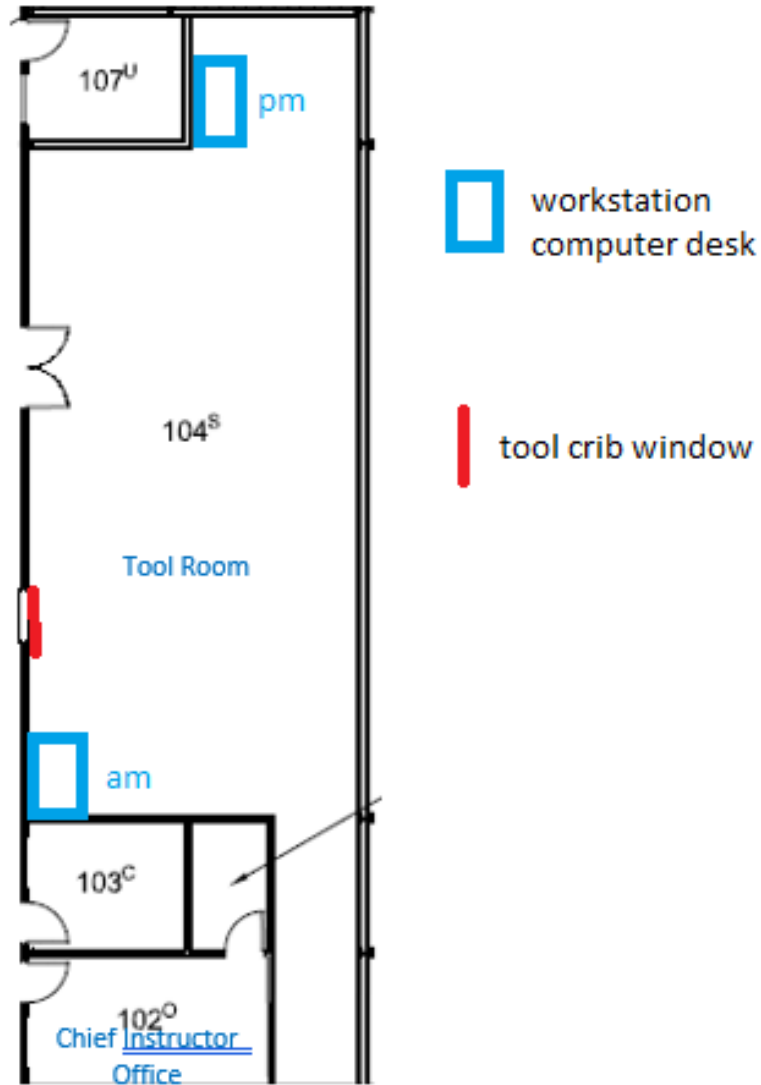 107ᵁ
pm
workstation
computer desk
104ˢ
tool crib window
Tool Room
am
103ᶜ
102ᴼ
Chief Instructor
Office